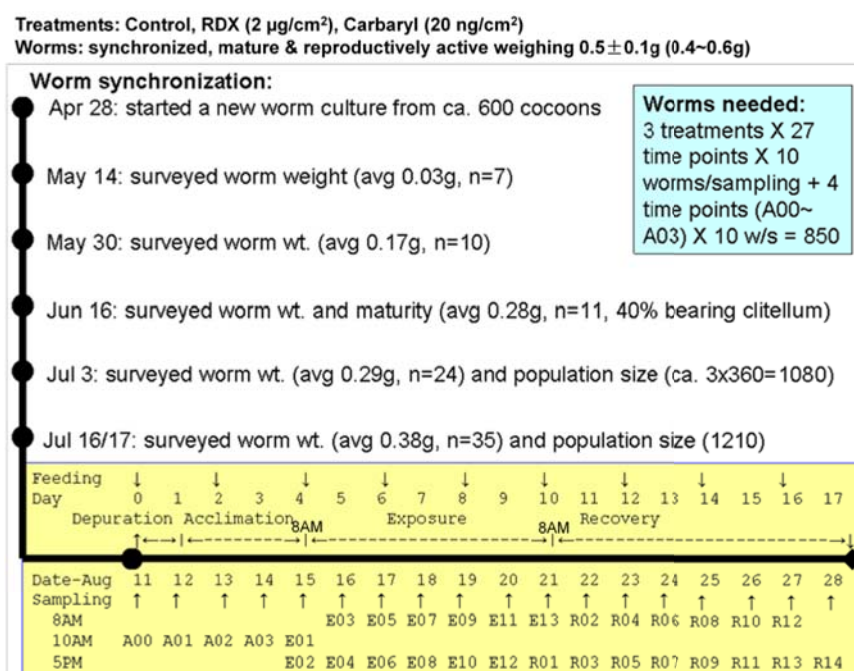 Treatments: Control, RDX (2 µg/cm²), Carbaryl (20 ng/cm²)
Worms: synchronized, mature & reproductively active weighing 0.5±0.1g (0.4~0.6g)
Worm synchronization:
Apr 28: started a new worm culture from ca. 600 cocoons
May 14: surveyed worm weight (avg 0.03g, n=7)
May 30: surveyed worm wt. (avg 0.17g, n=10)
Jun 16: surveyed worm wt. and maturity (avg 0.28g, n=11, 40% bearing clitellum)
Jul 3: surveyed worm wt. (avg 0.29g, n=24) and population size (ca. 3x360=1080)
Jul 16/17: surveyed worm wt. (avg 0.38g, n=35) and population size (1210)
Worms needed:
3 treatments X 27
time points X 10
worms/sampling + 4
time points (A00~
A03) X 10 w/s = 850
Feeding ↓ ↓ ↓ ↓ ↓ ↓ ↓ ↓ ↓
Day 0 1 2 3 4 5 6 7 8 9 10 11 12 13 14 15 16 17
Depuration Acclimation 8AM Exposure 8AM Recovery
Date-Aug 11 12 13 14 15 16 17 18 19 20 21 22 23 24 25 26 27 28
Sampling ↑ ↑ ↑ ↑ ↑ ↑ ↑ ↑ ↑ ↑ ↑ ↑ ↑ ↑ ↑ ↑ ↑ ↑
8AM E03 E05 E07 E09 E11 E13 R02 R04 R06 R08 R10 R12
10AM A00 A01 A02 A03 E01
5PM E02 E04 E06 E08 E10 E12 R01 R03 R05 R07 R09 R11 R13 R14